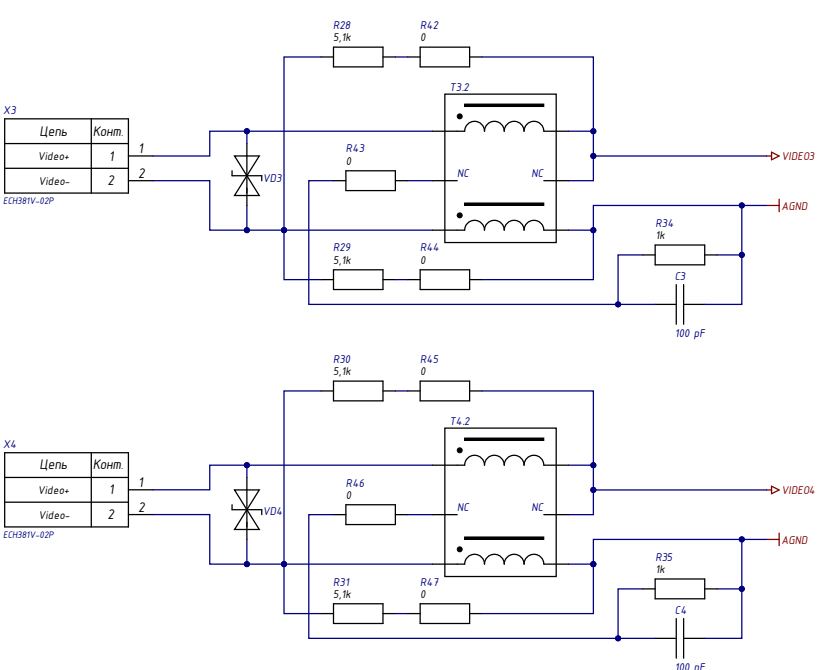 R28
5,1k
R42
0
T3.2
X3
Цепь Конт.
Video+ 1
Video- 2
ECH381V-02P
1
2
VD3
R43
0
NC NC
VIDEO3
AGND
R34
1k
C3
100 pF
R29
5,1k
R44
0
R30
5,1k
R45
0
T4.2
X4
Цепь Конт.
Video+ 1
Video- 2
ECH381V-02P
1
2
VD4
R46
0
NC NC
VIDEO4
AGND
R35
1k
C4
100 pF
R31
5,1k
R47
0